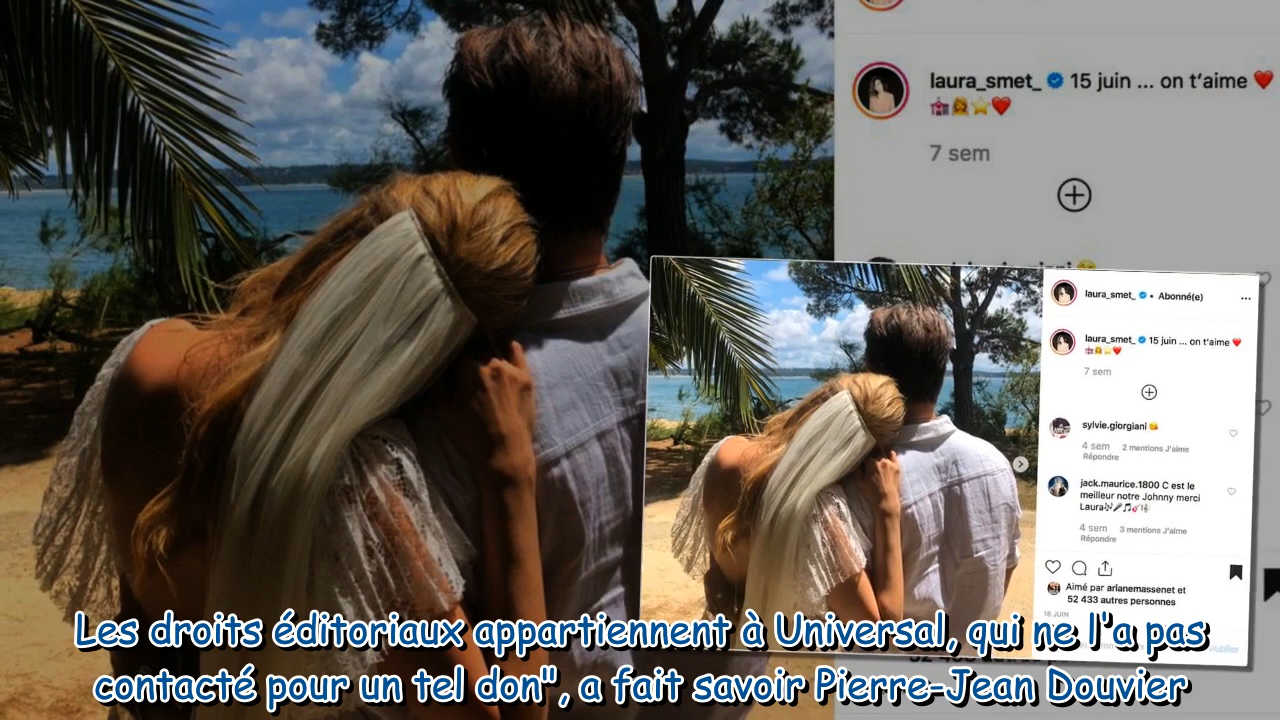 laura_smet_ 15 juin ... on t'aime ❤️
💒👰⭐❤️
7 sem
laura_smet_ • Abonné(e)
laura_smet_ 15 juin ... on t'aime ❤️
💒👰⭐❤️
7 sem
sylvie.giorgiani 😘
4 sem 2 mentions J'aime
Répondre
jack.maurice.1800 C est le
meilleur notre Johnny merci
Laura🎶🎤🎵🎸🎼
4 sem 3 mentions J'aime
Répondre
Aimé par arianemassenet et
52 433 autres personnes
15 JUIN
Publier
Les droits éditoriaux appartiennent à Universal, qui ne l'a pas
contacté pour un tel don", a fait savoir Pierre-Jean Douvier